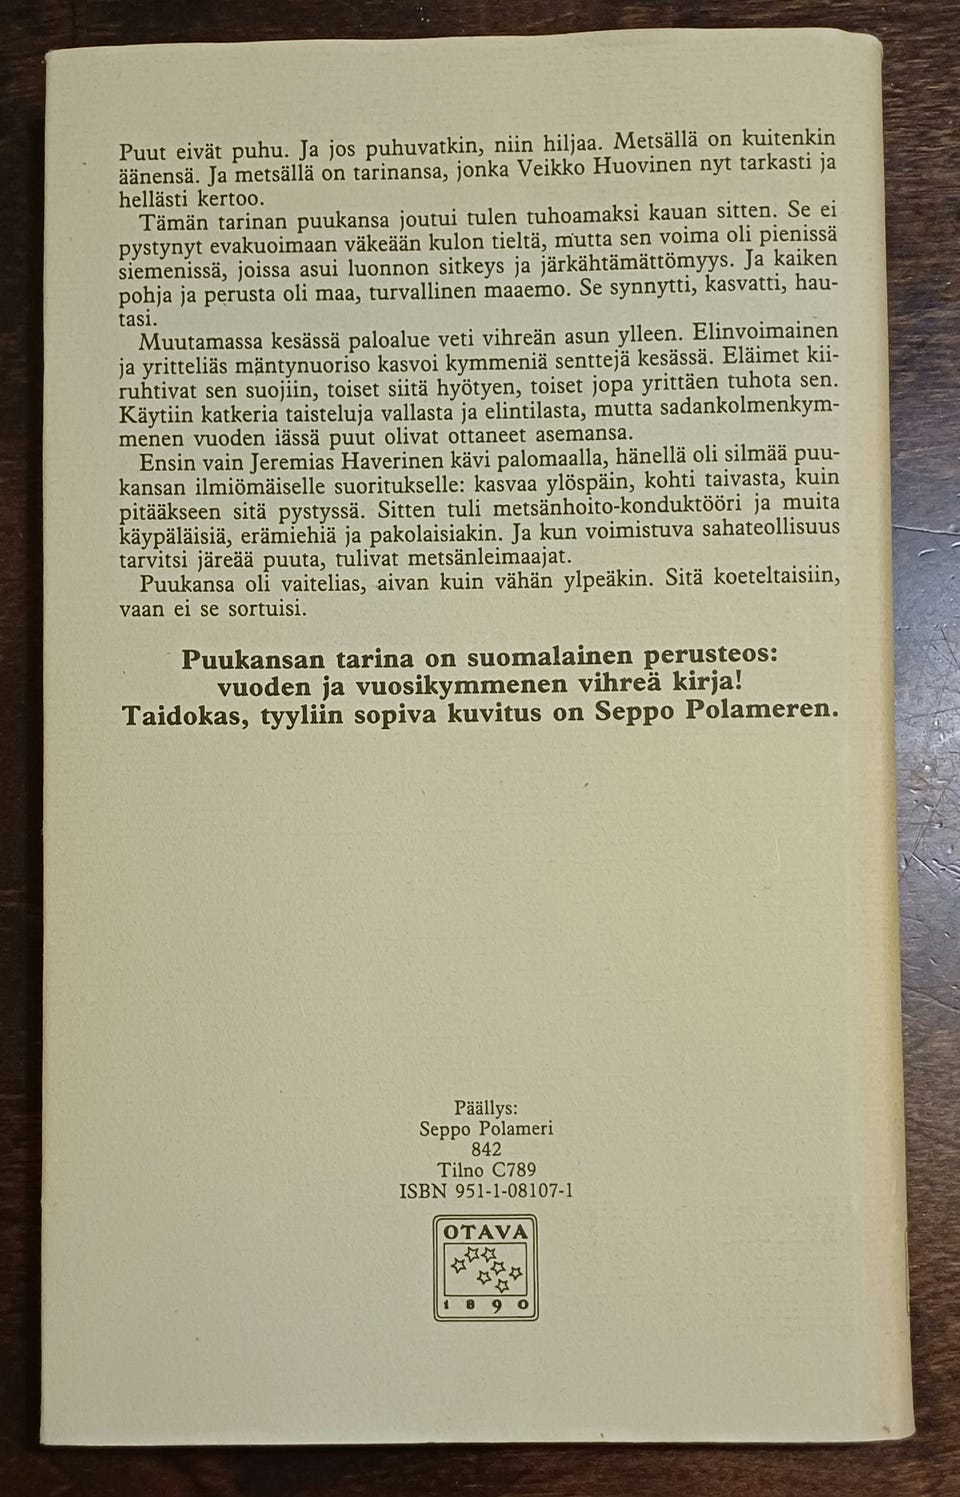 Puut eivät puhu. Ja jos puhuvatkin, niin hiljaa. Metsällä on kuitenkin
äänensä. Ja metsällä on tarinansa, jonka Veikko Huovinen nyt tarkasti ja
hellästi kertoo.
Tämän tarinan puukansa joutui tulen tuhoamaksi kauan sitten. Se ei
pystynyt evakuoimaan väkeään kulon tieltä, mutta sen voima oli pienissä
siemenissä, joissa asui luonnon sitkeys ja järkähtämättömyys. Ja kaiken
pohja ja perusta oli maa, turvallinen maaemo. Se synnytti, kasvatti, hau-
tasi.
Muutamassa kesässä paloalue veti vihreän asun ylleen. Elinvoimainen
ja yritteliäs mäntynuoriso kasvoi kymmeniä senttejä kesässä. Eläimet kii-
ruhtivat sen suojiin, toiset siitä hyötyen, toiset jopa yrittäen tuhota sen.
Käytiin katkeria taisteluja vallasta ja elintilasta, mutta sadankolmenkym-
menen vuoden iässä puut olivat ottaneet asemansa.
Ensin vain Jeremias Haverinen kävi palomaalla, hänellä oli silmää puu-
kansan ilmiömäiselle suoritukselle: kasvaa ylöspäin, kohti taivasta, kuin
pitääkseen sitä pystyssä. Sitten tuli metsänhoito-konduktööri ja muita
käypäläisiä, erämiehiä ja pakolaisiakin. Ja kun voimistuva sahateollisuus
tarvitsi järeää puuta, tulivat metsänleimaajat.
Puukansa oli vaitelias, aivan kuin vähän ylpeäkin. Sitä koeteltaisiin,
vaan ei se sortuisi.
Puukansan tarina on suomalainen perusteos:
vuoden ja vuosikymmenen vihreä kirja!
Taidokas, tyyliin sopiva kuvitus on Seppo Polameren.
Päällys:
Seppo Polameri
842
Tilno C789
ISBN 951-1-08107-1
OTAVA
1890